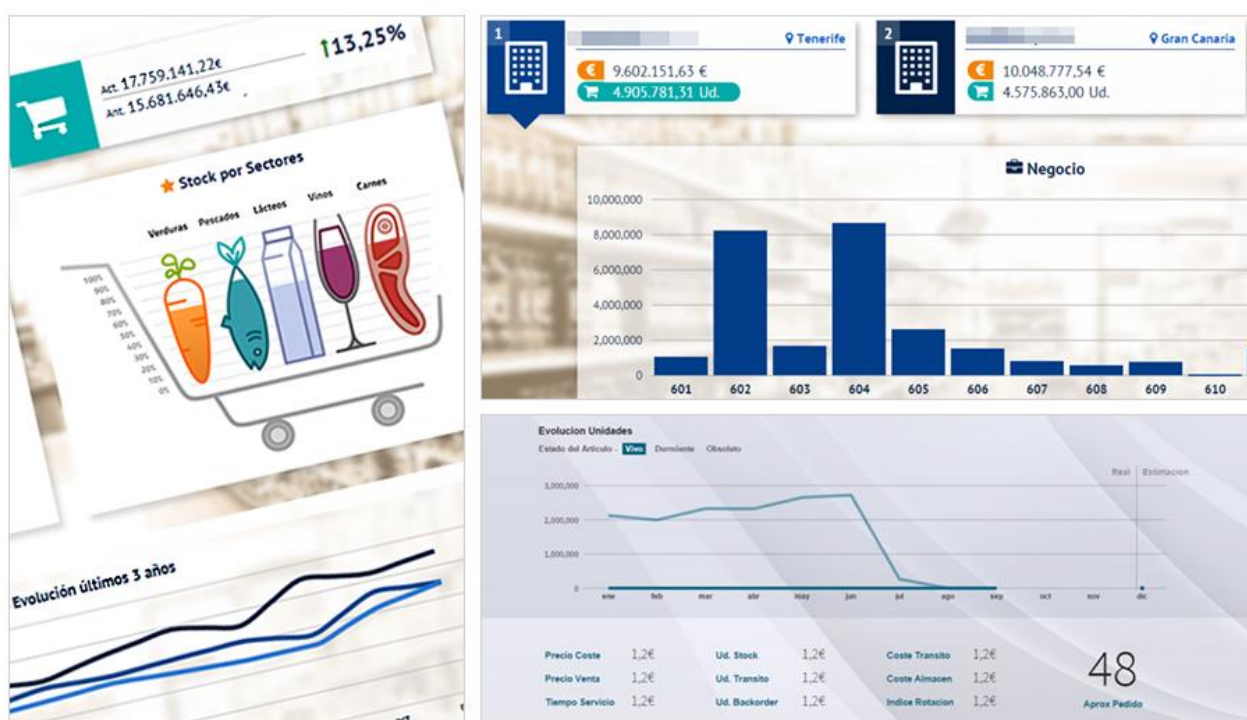 Act. 17.759.141,22€
↑13,25%
Ant. 15.681.646,43€
Stock por Sectores
Verduras Pescados Lácteos Vinos Carnes
100%
90%
80%
70%
60%
50%
40%
30%
20%
10%
0%
Evolución últimos 3 años
1
Tenerife
€ 9.602.151,63 €
4.905.781,31 Ud.
2
Gran Canaria
€ 10.048.777,54 €
4.575.863,00 Ud.
Negocio
10,000,000
8,000,000
6,000,000
4,000,000
2,000,000
0
601 602 603 604 605 606 607 608 609 610
Evolucion Unidades
Estado del Articulo - Vivo Durmiente Obsoleto
Real Estimacion
3,000,000
2,000,000
1,000,000
0
ene feb mar abr may jun jul ago sep oct nov dic
Precio Coste 1,2€ Ud. Stock 1,2€ Coste Transito 1,2€
Precio Venta 1,2€ Ud. Transito 1,2€ Coste Almacen 1,2€
Tiempo Servicio 1,2€ Ud. Backorder 1,2€ Indice Rotacion 1,2€
48
Aprox Pedido